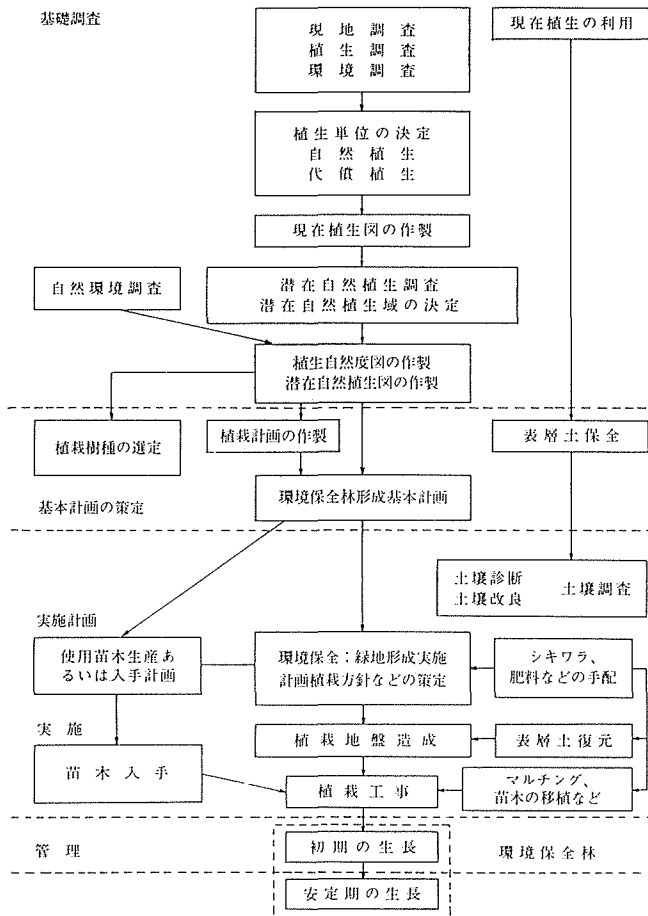 基礎調査
現地調査
植生調査
環境調査
現在植生の利用
植生単位の決定
自然植生
代償植生
現在植生図の作製
自然環境調査
潜在自然植生調査
潜在自然植生域の決定
植生自然度図の作製
潜在自然植生図の作製
植栽樹種の選定
植栽計画の作製
表層土保全
基本計画の策定
環境保全林形成基本計画
土壌診断
土壌改良
土壌調査
実施計画
使用苗木生産あ
るいは入手計画
環境保全：緑地形成実施
計画植栽方針などの策定
シキワラ、
肥料などの手配
実施
植栽地盤造成
表層土復元
苗木入手
植栽工事
マルチング、
苗木の移植など
管理
初期の生長
環境保全林
安定期の生長